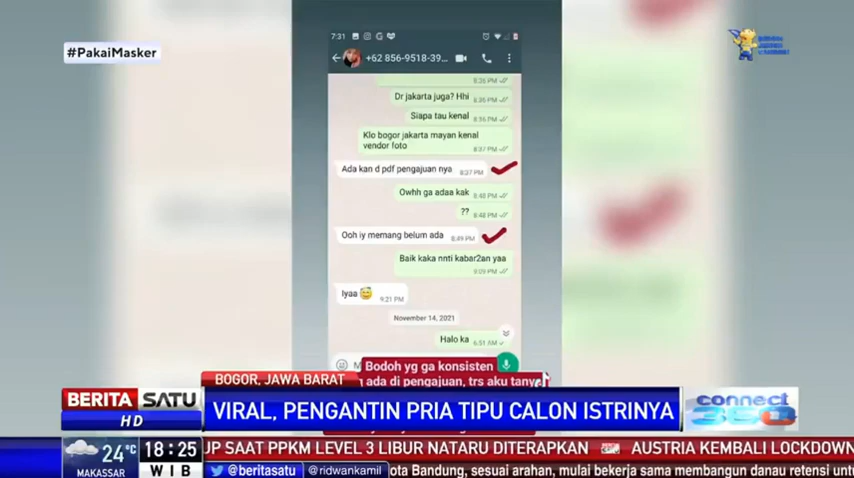 #PakaiMasker
7:31
+62 856-9518-39...
8:36 PM
Dr jakarta juga? Hhi
8:36 PM
Siapa tau kenal
8:36 PM
Klo bogor jakarta mayan kenal
vendor foto
8:37 PM
Ada kan d pdf pengajuan nya
8:37 PM
Owhh ga adaa kak
8:48 PM
??
8:48 PM
Ooh iy memang belum ada
8:49 PM
Baik kaka nnti kabar2an yaa
9:09 PM
Iyaa
9:21 PM
November 14, 2021
Halo ka
6:51 AM
M
Bodoh yg ga konsisten
ada di pengajuan, trs aku tanya
BOGOR, JAWA BARAT
BERITA SATU
HD
VIRAL, PENGANTIN PRIA TIPU CALON ISTRINYA
connect
360
24°C
MAKASSAR
18:25
WIB
UP SAAT PPKM LEVEL 3 LIBUR NATARU DITERAPKAN
AUSTRIA KEMBALI LOCKDOWN
@beritasatu
@ridwankamil
ota Bandung, sesuai arahan, mulai bekerja sama membangun danau retensi untu